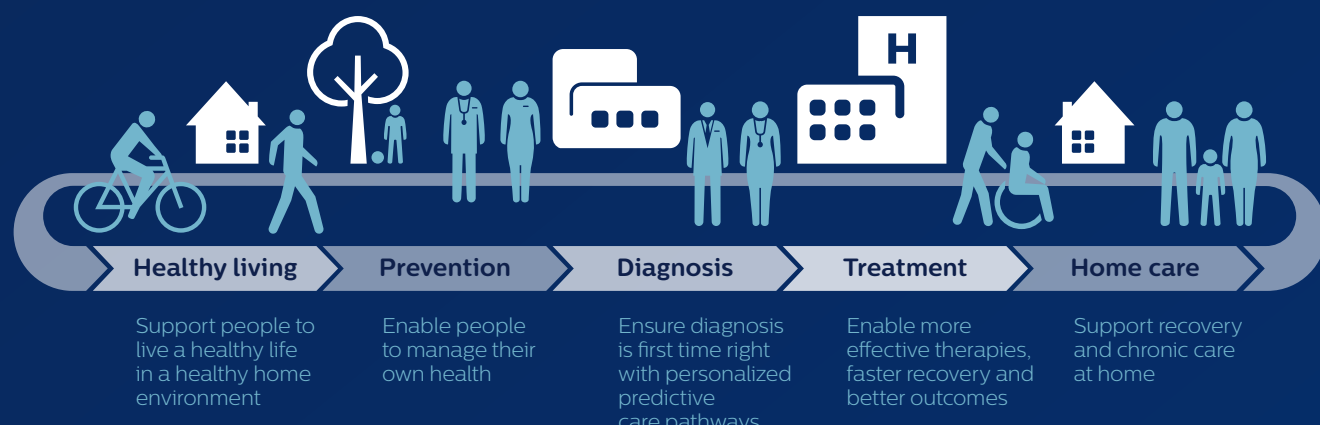 H
Healthy living
Prevention
Diagnosis
Treatment
Home care
Support people to
live a healthy life
in a healthy home
environment
Enable people
to manage their
own health
Ensure diagnosis
is first time right
with personalized
predictive
care pathways
Enable more
effective therapies,
faster recovery and
better outcomes
Support recovery
and chronic care
at home